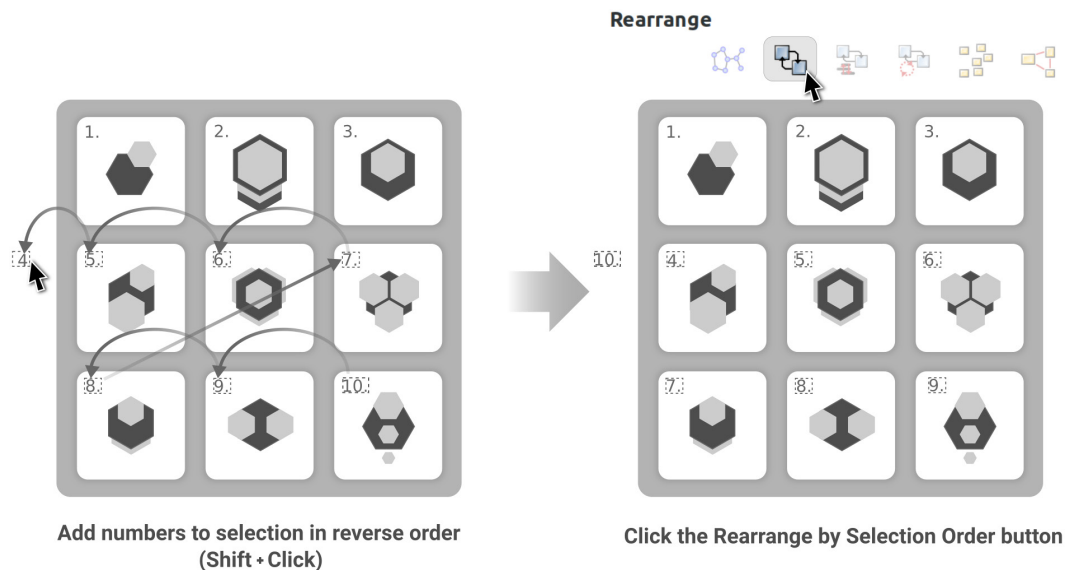 Rearrange
1. 2. 3.
4. 5. 6. 7.
8. 9. 10.
Add numbers to selection in reverse order
(Shift + Click)
1. 2. 3.
10. 4. 5. 6.
7. 8. 9.
Click the Rearrange by Selection Order button